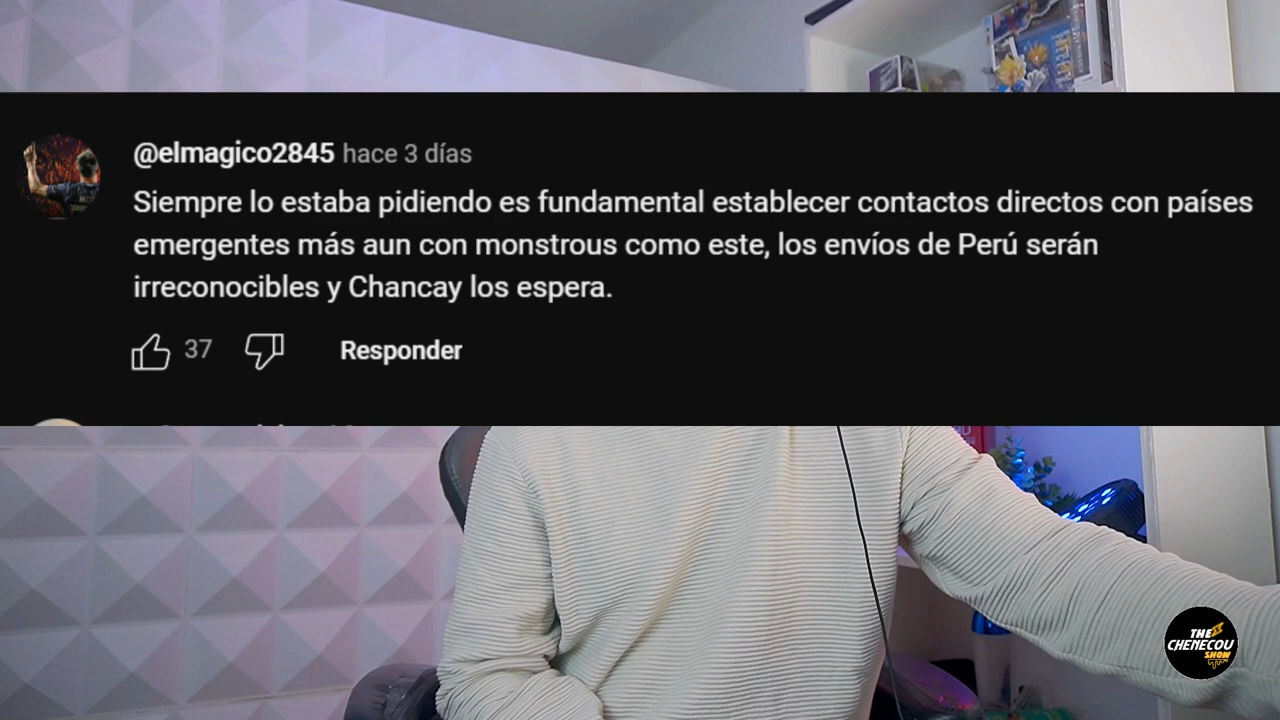 @elmagico2845 hace 3 días
Siempre lo estaba pidiendo es fundamental establecer contactos directos con países
emergentes más aun con monstrous como este, los envíos de Perú serán
irreconocibles y Chancay los espera.
37
Responder
THE
CHENECOU
SHOW